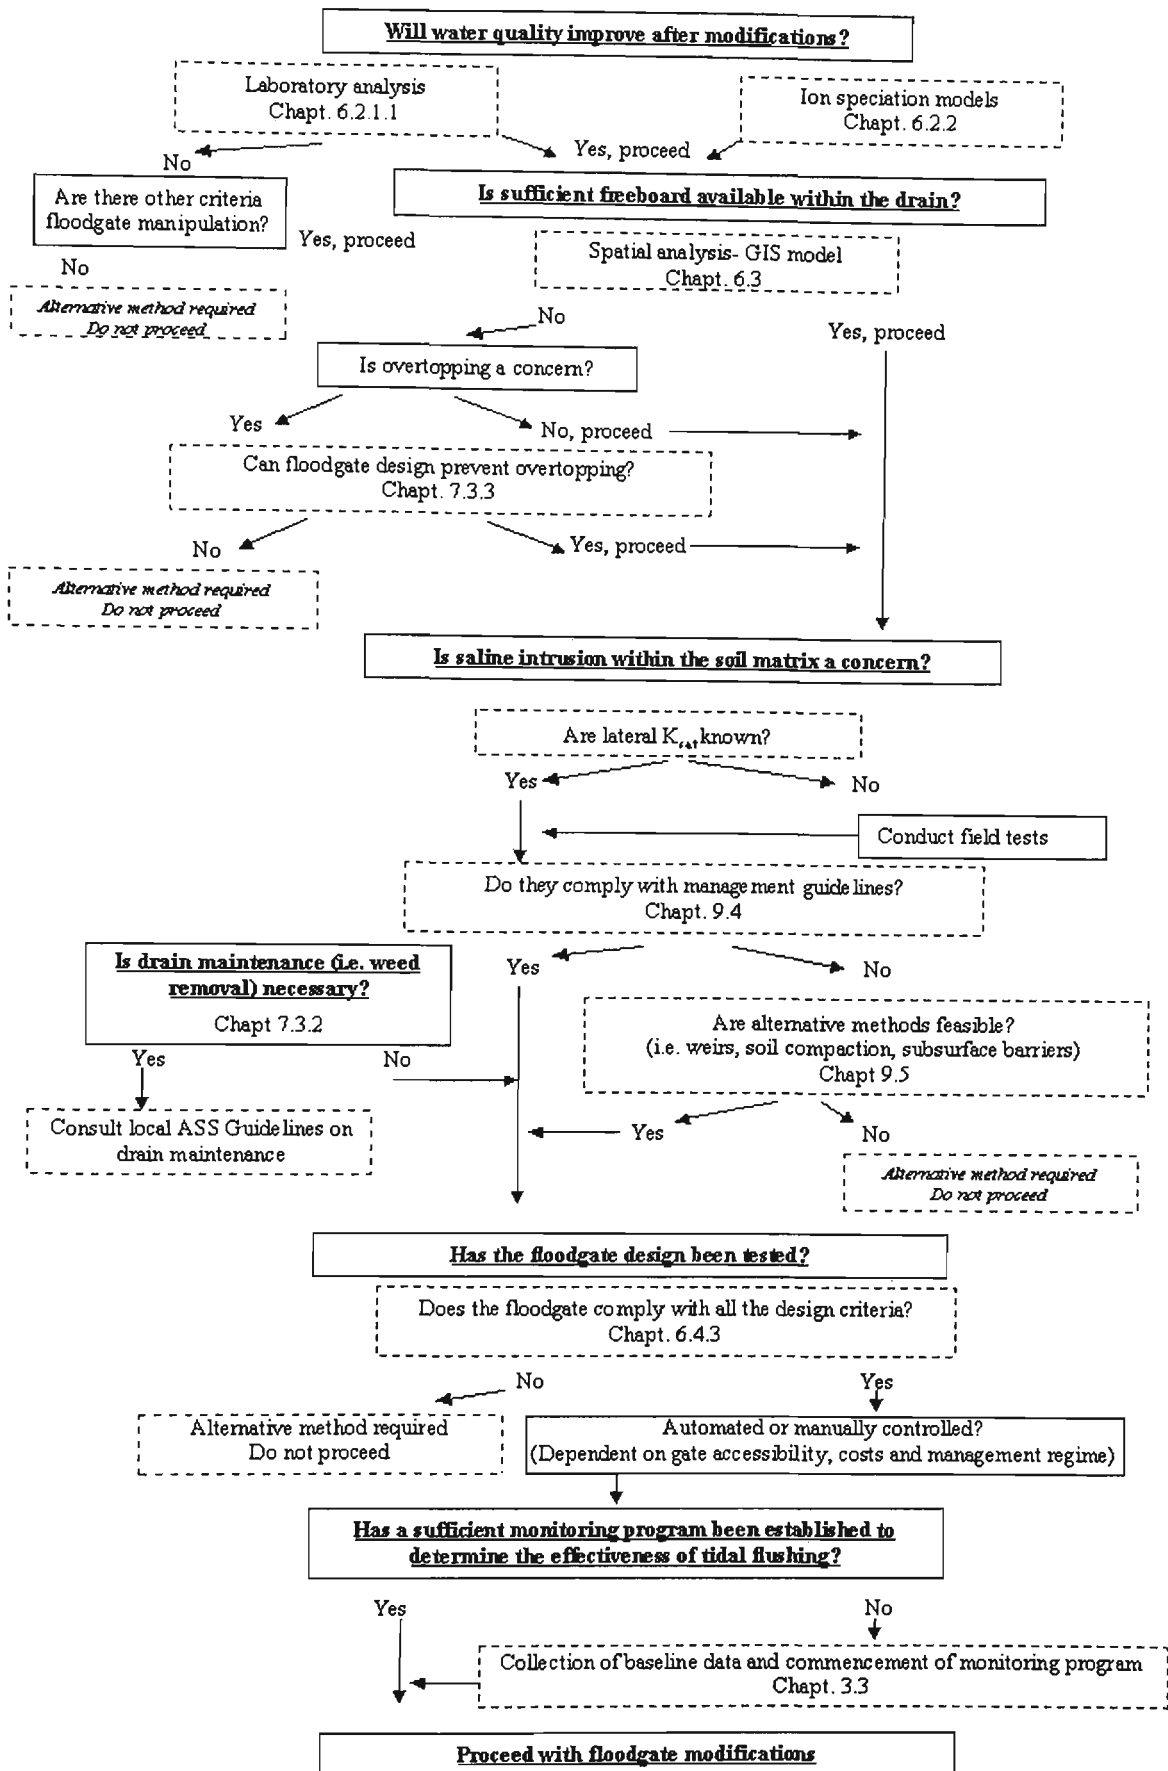 Will water quality improve after modifications?
Laboratory analysis
Chapt. 6.2.1.1
Ion speciation models
Chapt. 6.2.2
No
Yes, proceed
Are there other criteria
floodgate manipulation?
Is sufficient freeboard available within the drain?
Yes, proceed
No
Spatial analysis- GIS model
Chapt. 6.3
Alternative method required
Do not proceed
No
Yes, proceed
Is overtopping a concern?
Yes
No, proceed
Can floodgate design prevent overtopping?
Chapt. 7.3.3
No
Yes, proceed
Alternative method required
Do not proceed
Is saline intrusion within the soil matrix a concern?
Are lateral Ksat known?
Yes
No
Conduct field tests
Do they comply with management guidelines?
Chapt. 9.4
Is drain maintenance (i.e. weed
removal) necessary?
Chapt 7.3.2
Yes
No
Yes
No
Are alternative methods feasible?
(i.e. weirs, soil compaction, subsurface barriers)
Chapt 9.5
Consult local ASS Guidelines on
drain maintenance
Yes
No
Alternative method required
Do not proceed
Has the floodgate design been tested?
Does the floodgate comply with all the design criteria?
Chapt. 6.4.3
No
Yes
Alternative method required
Do not proceed
Automated or manually controlled?
(Dependent on gate accessibility, costs and management regime)
Has a sufficient monitoring program been established to
determine the effectiveness of tidal flushing?
Yes
No
Collection of baseline data and commencement of monitoring program
Chapt. 3.3
Proceed with floodgate modifications